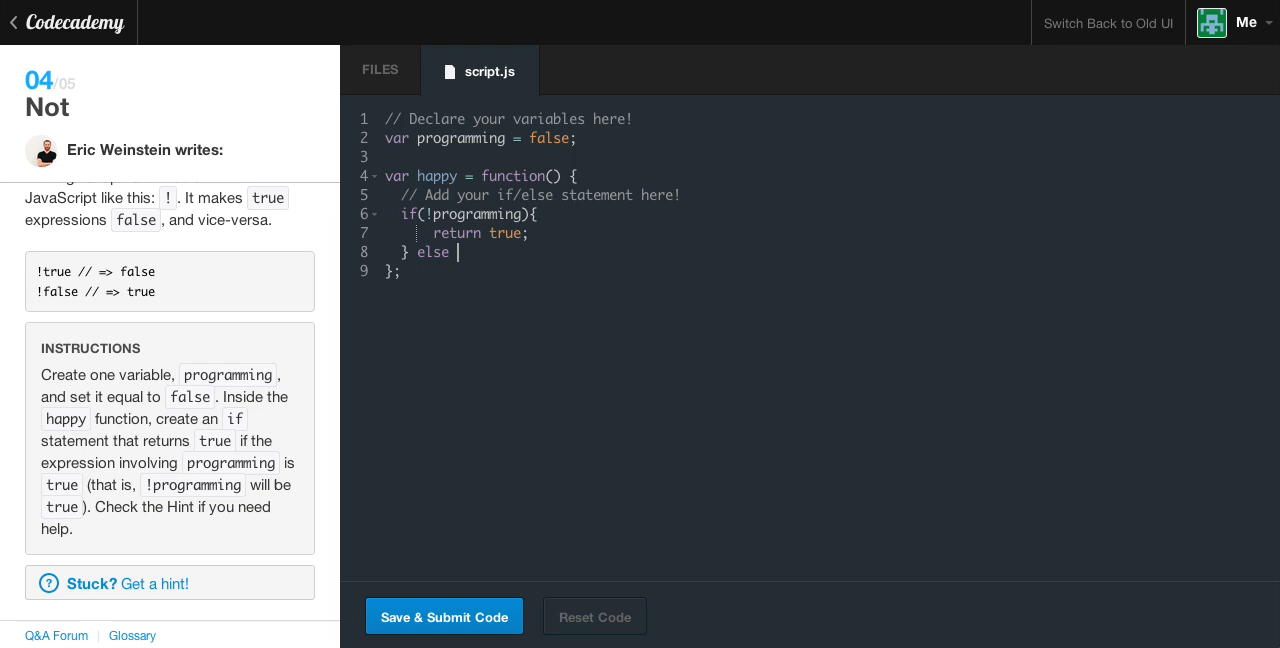 Codecademy
Switch Back to Old UI
Me
04/05
Not
Eric Weinstein writes:
JavaScript like this: !. It makes true
expressions false, and vice-versa.
!true // => false
!false // => true
INSTRUCTIONS
Create one variable, programming,
and set it equal to false. Inside the
happy function, create an if
statement that returns true if the
expression involving programming is
true (that is, !programming will be
true). Check the Hint if you need
help.
? Stuck? Get a hint!
Q&A Forum | Glossary
FILES
script.js
1 // Declare your variables here!
2 var programming = false;
3
4 var happy = function() {
5 // Add your if/else statement here!
6 if(!programming){
7 return true;
8 } else
9 };
Save & Submit Code
Reset Code